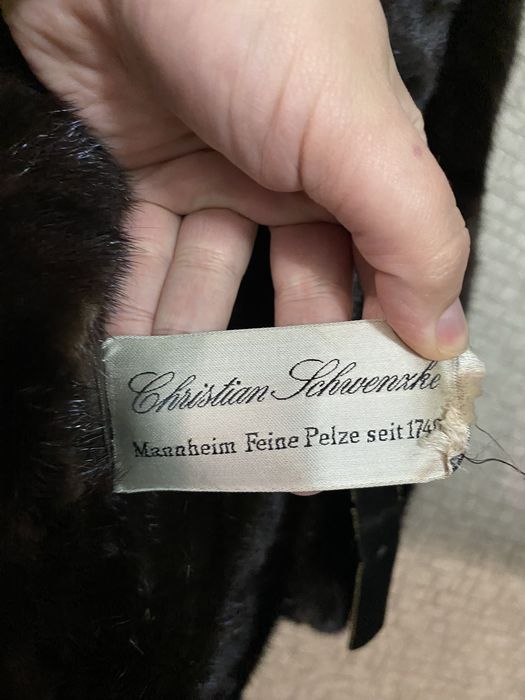 Christian Schwenzke
Mannheim Feine Pelze seit